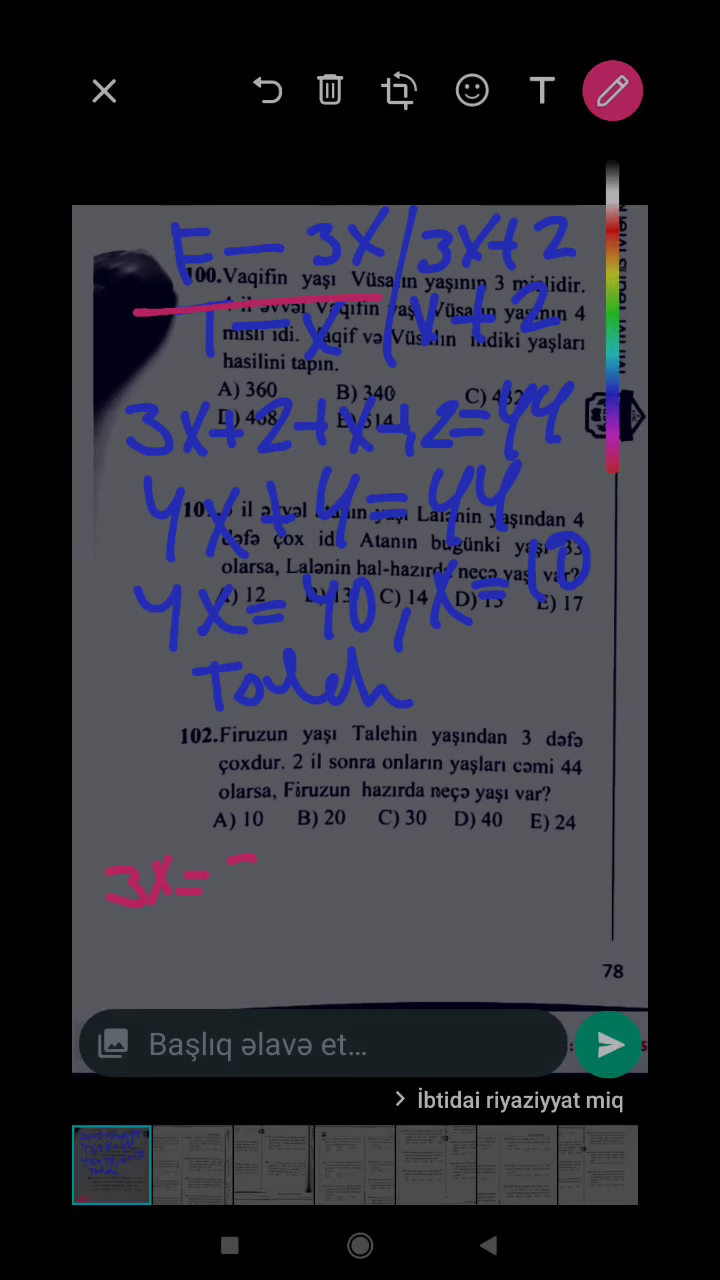 F – 3x / 3x+2
T – x / x+2
3x+2+x+2=44
4x+4=44
4x=40, x=10
Taleh
100.Vaqifin yaşı Vüsalın yaşının 3 mislidir.
4 il əvvəl Vaqifin yaşı Vüsalın yaşının 4
misli idi. Vaqif və Vüsalın indiki yaşları
hasilini tapın.
A) 360 B) 340 C) 432
D) 468 E) 514
101. il əvvəl Atanın yaşı Lalənin yaşından 4
dəfə çox idi. Atanın bugünki yaşı 33
olarsa, Lalənin hal-hazırda neçə yaşı var?
A) 12 B) 13 C) 14 D) 15 E) 17
102.Firuzun yaşı Talehin yaşından 3 dəfə
çoxdur. 2 il sonra onların yaşları cəmi 44
olarsa, Firuzun hazırda neçə yaşı var?
A) 10 B) 20 C) 30 D) 40 E) 24
3x=
78
Başlıq əlavə et...
> İbtidai riyaziyyat miq